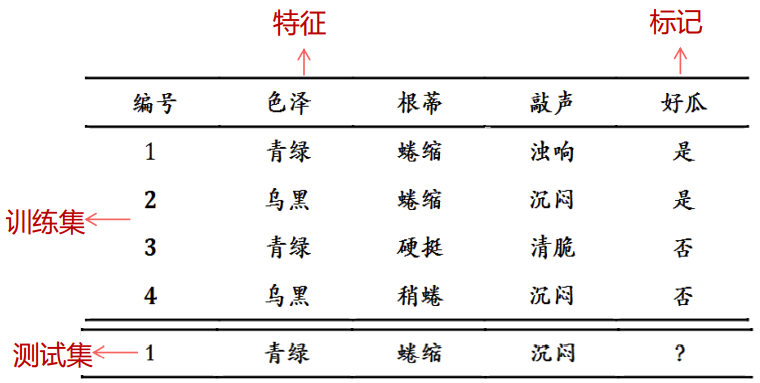 特征 标记
编号 色泽 根蒂 敲声 好瓜
1 青绿 蜷缩 浊响 是
2 乌黑 蜷缩 沉闷 是
训练集
3 青绿 硬挺 清脆 否
4 乌黑 稍蜷 沉闷 否
测试集 1 青绿 蜷缩 沉闷 ?